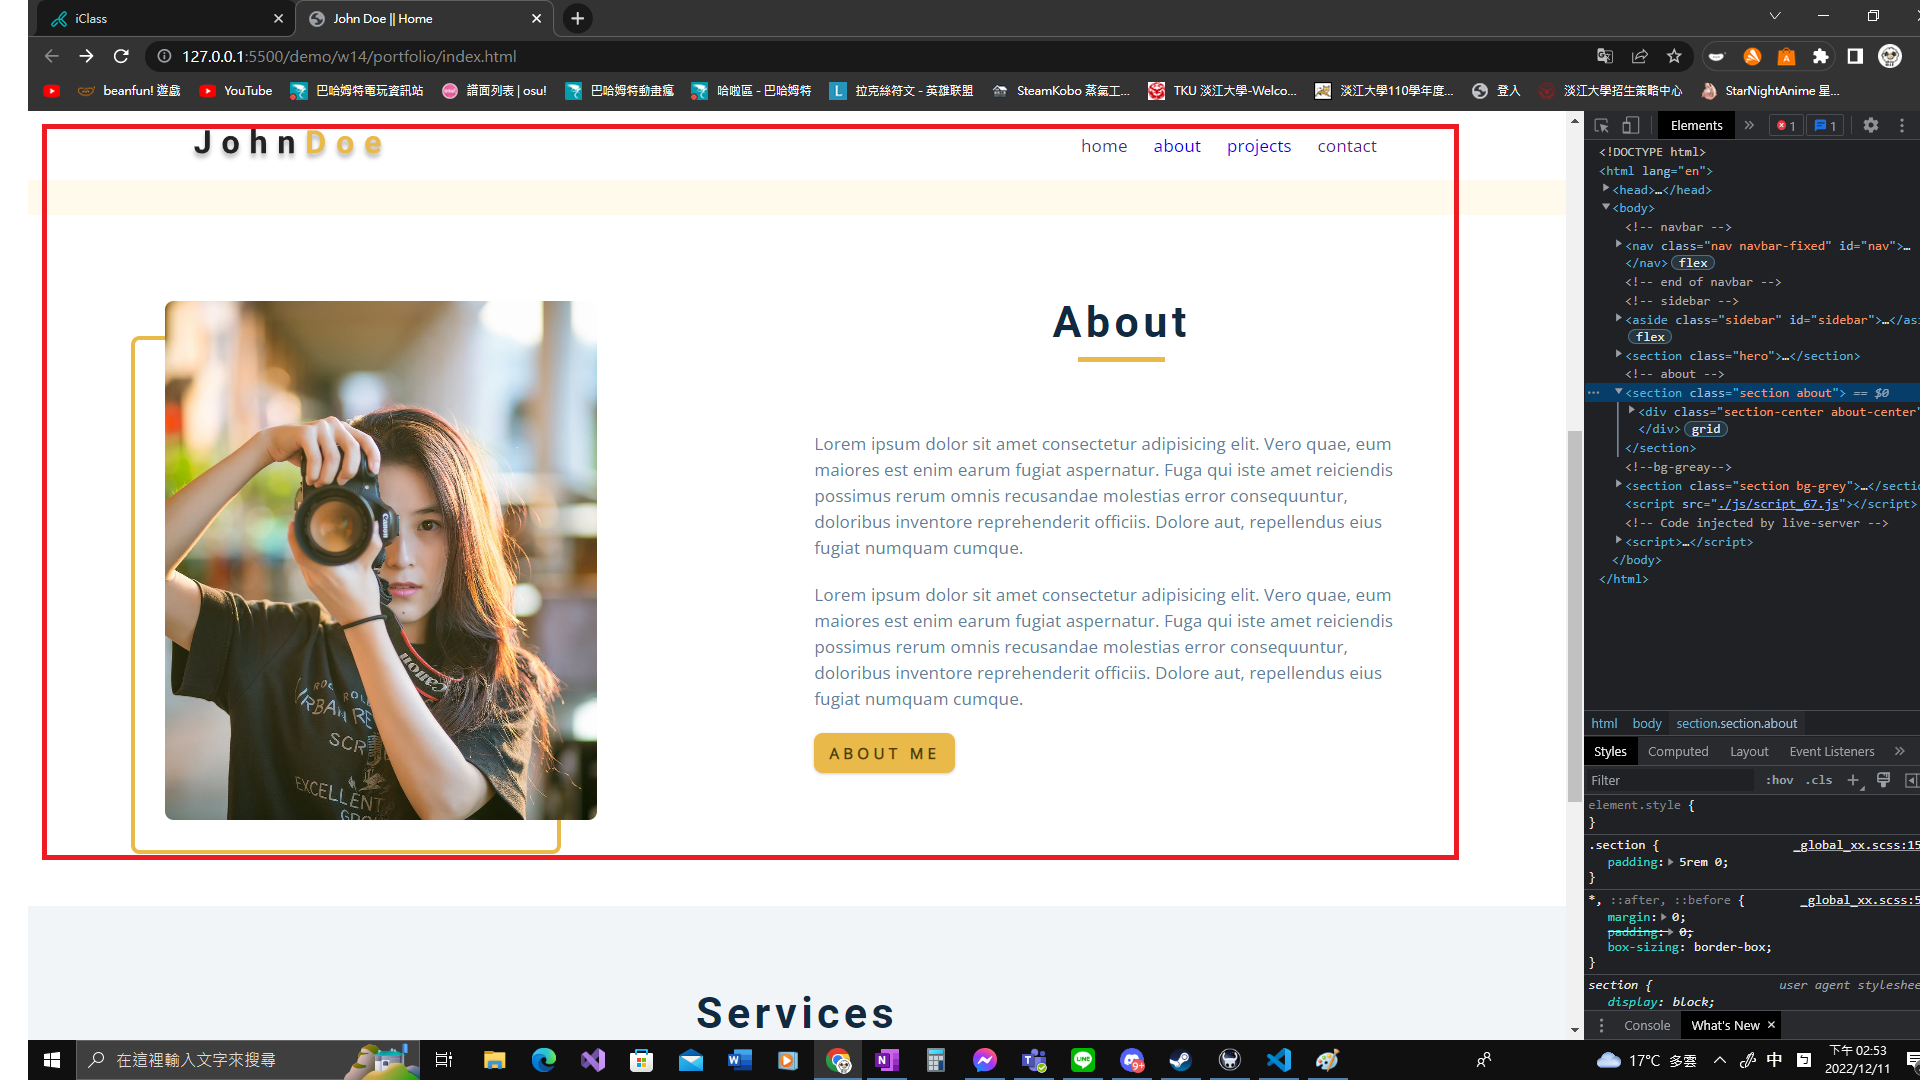 iClass
John Doe || Home
127.0.0.1:5500/demo/w14/portfolio/index.html
beanfun! 遊戲
YouTube
巴哈姆特電玩資訊站
譜面列表 | osu!
巴哈姆特動畫瘋
哈啦區 - 巴哈姆特
拉克絲符文 - 英雄联盟
SteamKobo 蒸氣工...
TKU 淡江大學-Welco...
淡江大學110學年度...
登入
淡江大學招生策略中心
StarNightAnime 星...
JohnDoe
home about projects contact
About
Lorem ipsum dolor sit amet consectetur adipisicing elit. Vero quae, eum
maiores est enim earum fugiat aspernatur. Fuga qui iste amet reiciendis
possimus rerum omnis recusandae molestias error consequuntur,
doloribus inventore reprehenderit officiis. Dolore aut, repellendus eius
fugiat numquam cumque.
Lorem ipsum dolor sit amet consectetur adipisicing elit. Vero quae, eum
maiores est enim earum fugiat aspernatur. Fuga qui iste amet reiciendis
possimus rerum omnis recusandae molestias error consequuntur,
doloribus inventore reprehenderit officiis. Dolore aut, repellendus eius
fugiat numquam cumque.
ABOUT ME
Canon
URBAN RE
SCR
EXCELLENT
Services
Elements 1 1
<!DOCTYPE html>
<html lang="en">
<head>…</head>
<body>
<!-- navbar -->
<nav class="nav navbar-fixed" id="nav">…
</nav> flex
<!-- end of navbar -->
<!-- sidebar -->
<aside class="sidebar" id="sidebar">…</asi
flex
<section class="hero">…</section>
<!-- about -->
<section class="section about"> == $0
<div class="section-center about-center"
</div> grid
</section>
<!--bg-greay-->
<section class="section bg-grey">…</sectio
<script src="./js/script_67.js"></script>
<!-- Code injected by live-server -->
<script>…</script>
</body>
</html>
html body section.section.about
Styles Computed Layout Event Listeners
Filter :hov .cls
element.style {
}
.section { _global_xx.scss:15
padding: 5rem 0;
}
*, ::after, ::before { _global_xx.scss:5
margin: 0;
padding: 0;
box-sizing: border-box;
}
section { user agent styleshee
display: block;
Console What's New
在這裡輸入文字來搜尋
9+
17°C 多雲
中
下午 02:53
2022/12/11